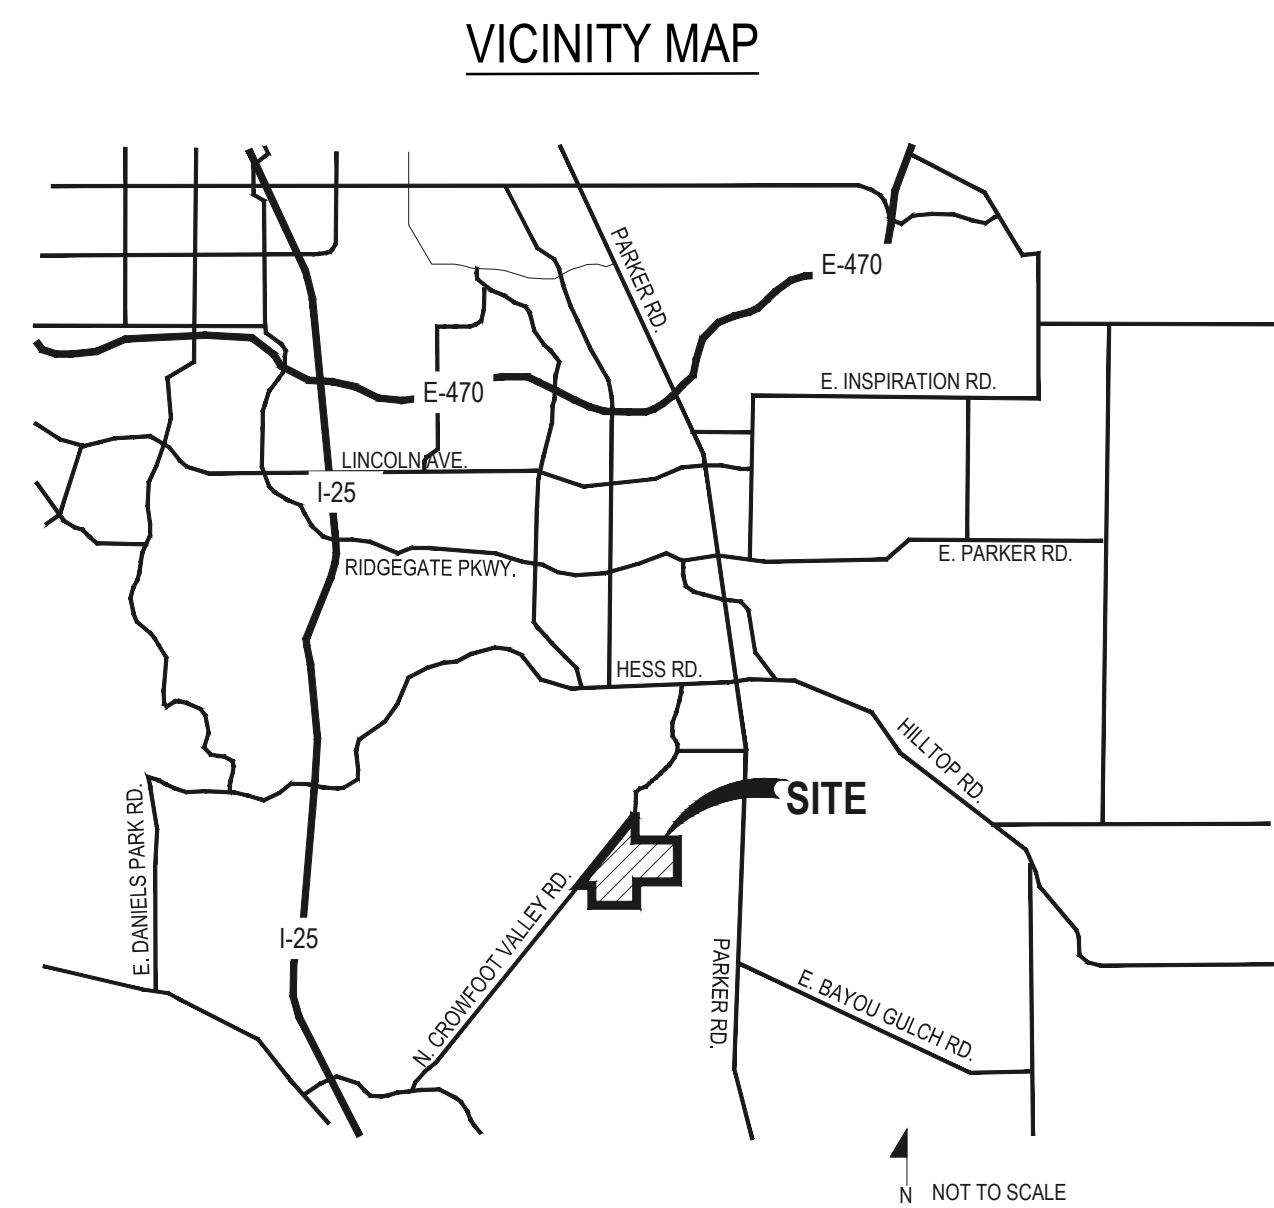 VICINITY MAP
PARKER RD.
E-470
E. INSPIRATION RD.
E-470
LINCOLN AVE.
I-25
E. PARKER RD.
RIDGEGATE PKWY.
HESS RD.
HILLTOP RD.
SITE
E. DANIELS PARK RD.
N. CROWFOOT VALLEY RD.
I-25
PARKER RD.
E. BAYOU GULCH RD.
N
NOT TO SCALE